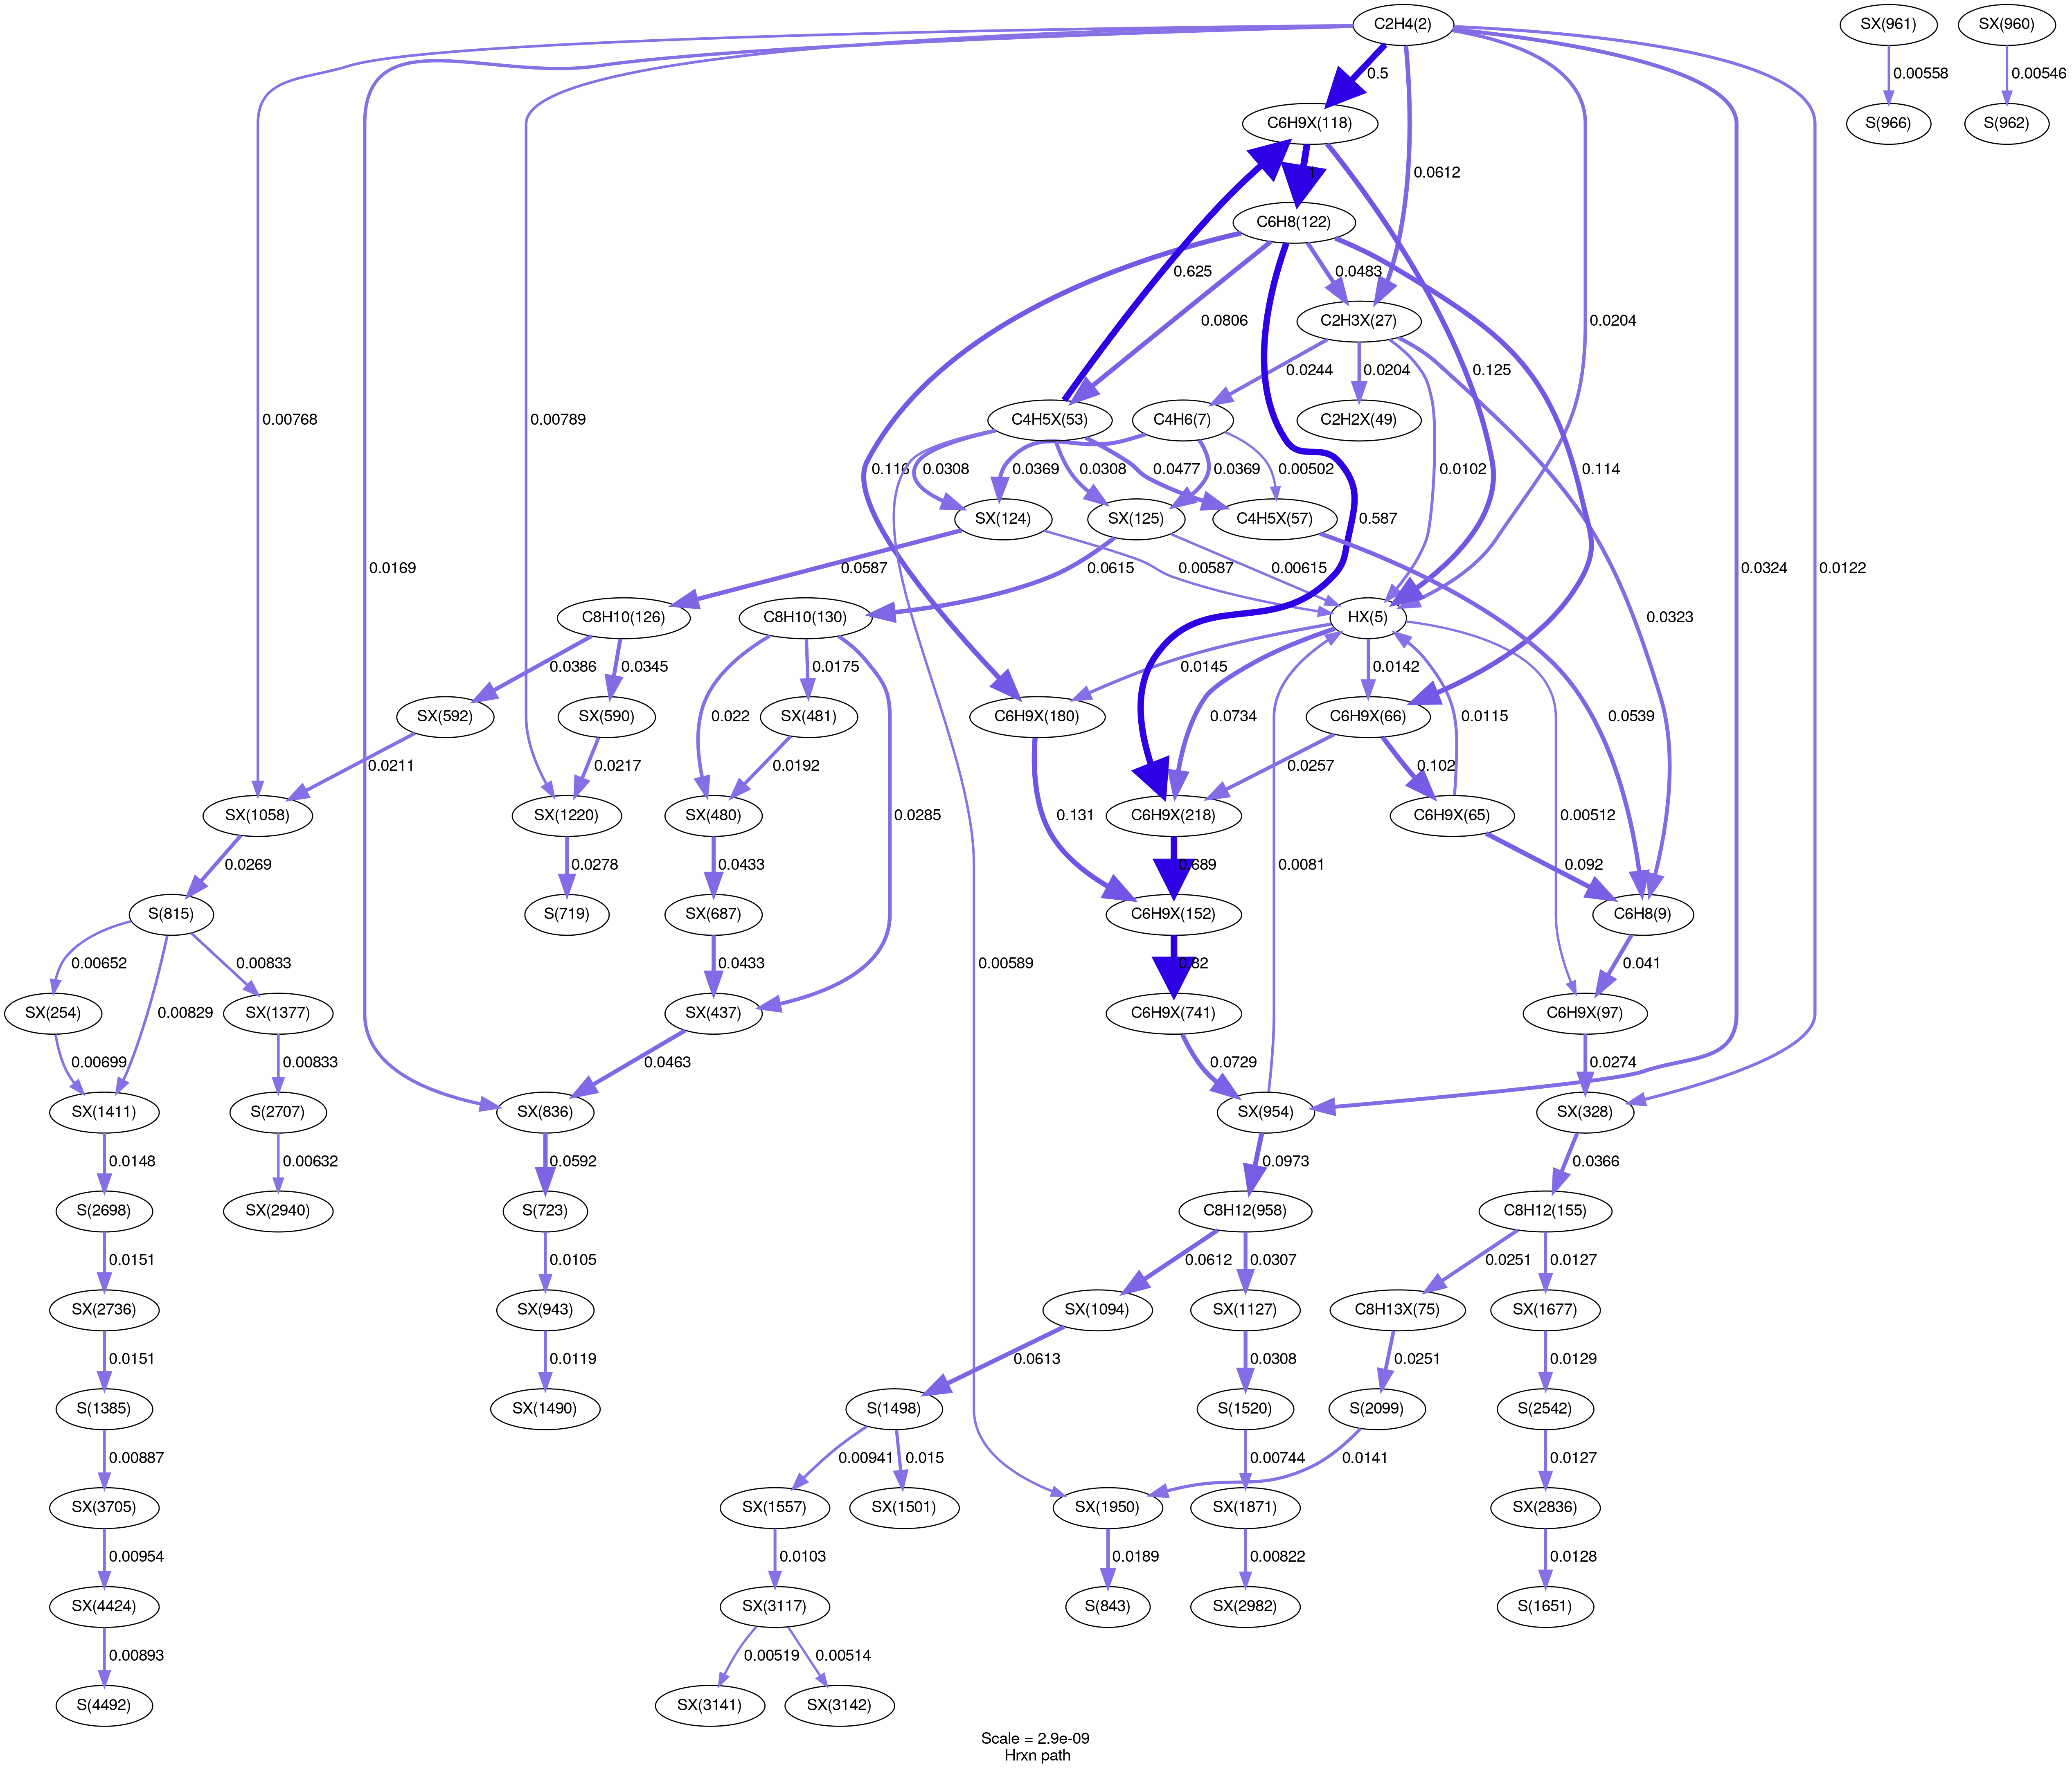 C2H4(2)
SX(961)
SX(960)
0.5
0.00558
0.00546
C6H9X(118)
S(966)
S(962)
0.0612
1
C6H8(122)
0.625
0.0483
C2H3X(27)
0.0806
0.125
0.0204
0.0244
0.0204
0.00768
0.00789
C4H5X(53)
C4H6(7)
C2H2X(49)
0.116
0.0308
0.0369
0.0308
0.0477
0.0369
0.00502
0.0102
0.114
SX(124)
SX(125)
C4H5X(57)
0.587
0.0169
0.0587
0.0615
0.00587
0.00615
0.0324
0.0122
C8H10(126)
C8H10(130)
HX(5)
0.0323
0.0386
0.0345
0.0175
0.0145
0.0142
SX(592)
SX(590)
0.022
SX(481)
C6H9X(180)
0.0734
C6H9X(66)
0.0115
0.0539
0.0211
0.0217
0.0192
0.0257
0.102
SX(1058)
SX(1220)
SX(480)
0.0285
0.131
C6H9X(218)
C6H9X(65)
0.00512
0.0269
0.0278
0.0433
0.689
0.0081
0.092
S(815)
S(719)
SX(687)
C6H9X(152)
C6H8(9)
0.00652
0.00833
0.0433
0.00589
0.82
0.041
SX(254)
0.00829
SX(1377)
SX(437)
C6H9X(741)
C6H9X(97)
0.00699
0.00833
0.0463
0.0729
0.0274
SX(1411)
S(2707)
SX(836)
SX(954)
SX(328)
0.0148
0.00632
0.0592
0.0973
0.0366
S(2698)
SX(2940)
S(723)
C8H12(958)
C8H12(155)
0.0151
0.0105
0.0612
0.0307
0.0251
0.0127
SX(2736)
SX(943)
SX(1094)
SX(1127)
C8H13X(75)
SX(1677)
0.0151
0.0119
0.0613
0.0308
0.0251
0.0129
S(1385)
SX(1490)
S(1498)
S(1520)
S(2099)
S(2542)
0.00887
0.00941
0.015
0.00744
0.0141
0.0127
SX(3705)
SX(1557)
SX(1501)
SX(1950)
SX(1871)
SX(2836)
0.00954
0.0103
0.0189
0.00822
0.0128
SX(4424)
SX(3117)
S(843)
SX(2982)
S(1651)
0.00893
0.00519
0.00514
S(4492)
SX(3141)
SX(3142)
Scale = 2.9e-09
Hrxn path